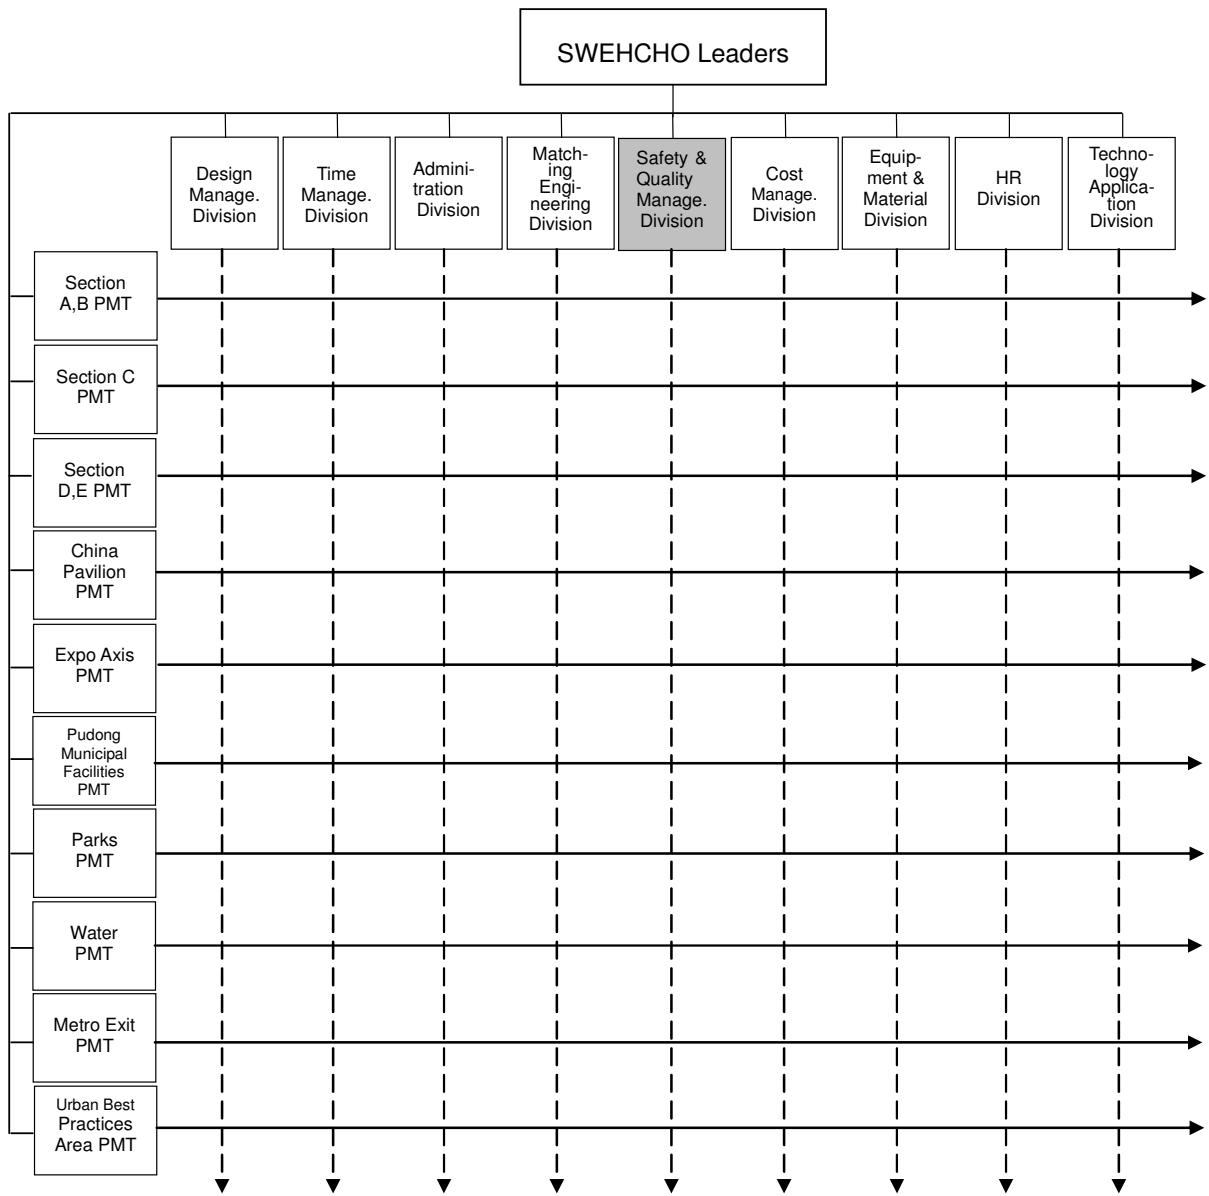 SWEHCHO Leaders
Design
Manage.
Division
Time
Manage.
Division
Admini-
tration
Division
Match-
ing
Engi-
neering
Division
Safety &
Quality
Manage.
Division
Cost
Manage.
Division
Equip-
ment &
Material
Division
HR
Division
Techno-
logy
Applica-
tion
Division
Section
A,B PMT
Section C
PMT
Section
D,E PMT
China
Pavilion
PMT
Expo Axis
PMT
Pudong
Municipal
Facilities
PMT
Parks
PMT
Water
PMT
Metro Exit
PMT
Urban Best
Practices
Area PMT